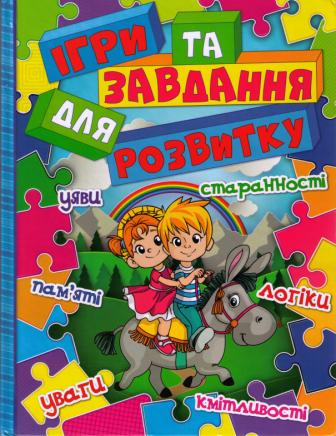 ІГРИ ТА
ЗАВДАННЯ
ДЛЯ
РОЗВИТКУ
уяви
старанності
пам'яті
логіки
уваги
кмітливості